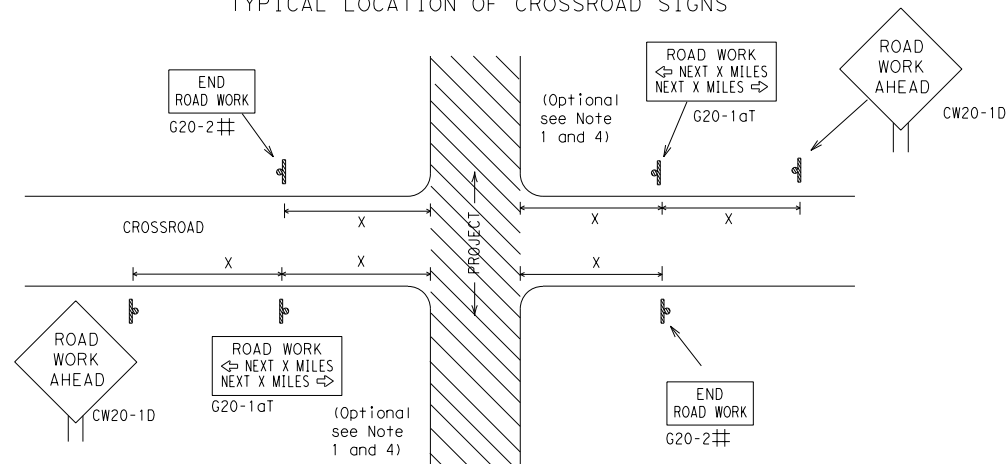 TYPICAL LOCATION OF CROSSROAD SIGNS
END
ROAD WORK
G20-2#
ROAD WORK
⇦ NEXT X MILES
NEXT X MILES ⇨
G20-1aT
(Optional
see Note
1 and 4)
ROAD
WORK
AHEAD
CW20-1D
CROSSROAD
X
X
X
PROJECT
X
X
X
ROAD
WORK
AHEAD
CW20-1D
ROAD WORK
⇦ NEXT X MILES
NEXT X MILES ⇨
G20-1aT
(Optional
see Note
1 and 4)
END
ROAD WORK
G20-2#